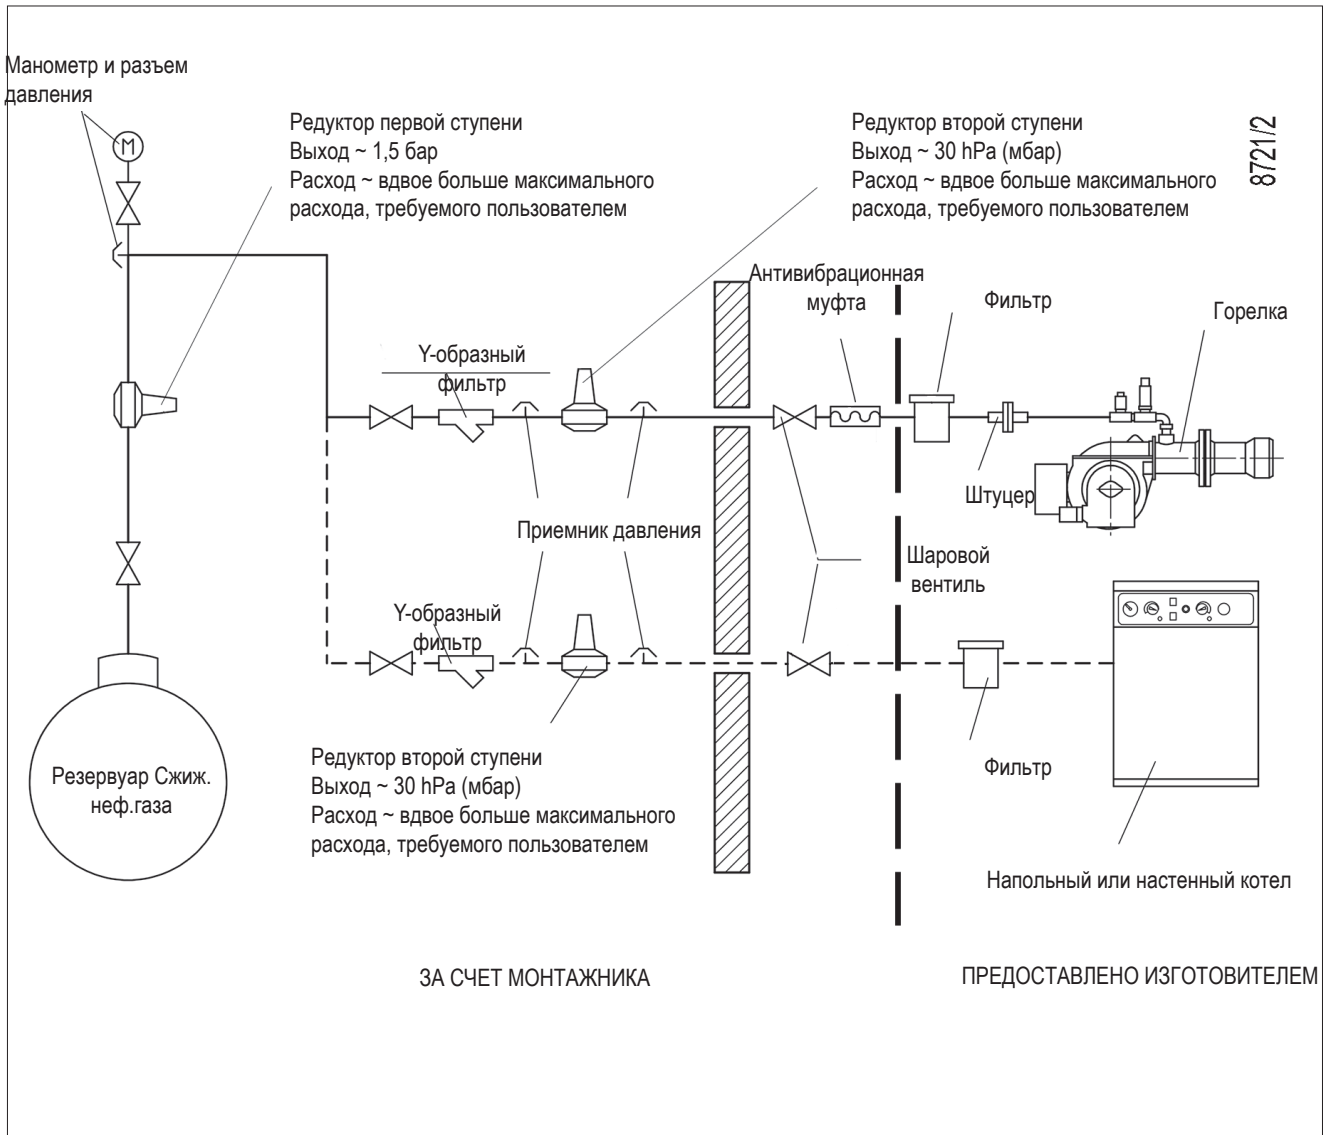 Манометр и разъем
давления
M
Редуктор первой ступени
Выход ~ 1,5 бар
Расход ~ вдвое больше максимального
расхода, требуемого пользователем
Редуктор второй ступени
Выход ~ 30 hPa (мбар)
Расход ~ вдвое больше максимального
расхода, требуемого пользователем
8721/2
Антивибрационная
муфта
Фильтр
Горелка
Y-образный
фильтр
Штуцер
Приемник давления
Шаровой
вентиль
Y-образный
фильтр
Резервуар Сжиж.
неф.газа
Редуктор второй ступени
Выход ~ 30 hPa (мбар)
Расход ~ вдвое больше максимального
расхода, требуемого пользователем
Фильтр
Напольный или настенный котел
ЗА СЧЕТ МОНТАЖНИКА
ПРЕДОСТАВЛЕНО ИЗГОТОВИТЕЛЕМ